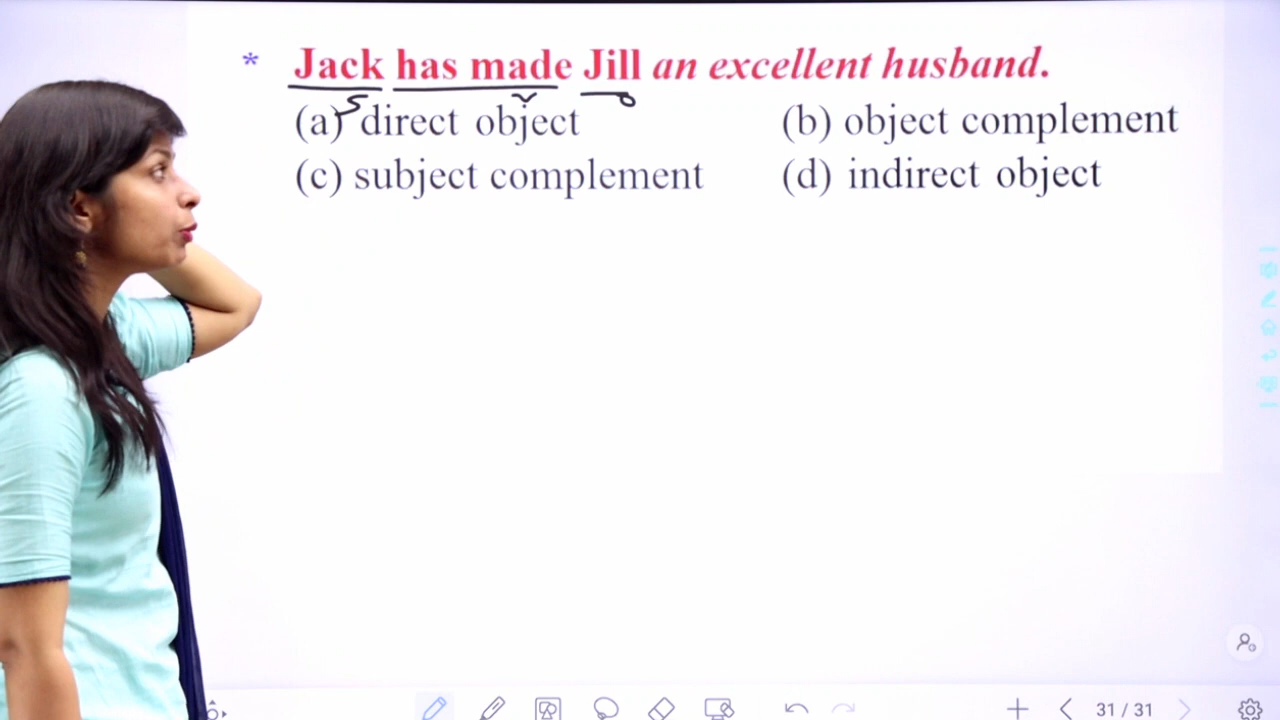 * Jack has made Jill an excellent husband.
S V O
(a) direct object (b) object complement
(c) subject complement (d) indirect object
31 / 31